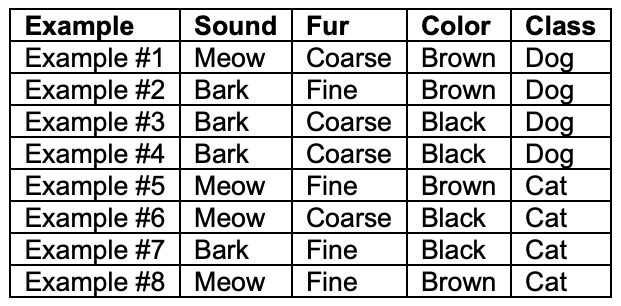 Example Sound Fur Color Class
Example #1 Meow Coarse Brown Dog
Example #2 Bark Fine Brown Dog
Example #3 Bark Coarse Black Dog
Example #4 Bark Coarse Black Dog
Example #5 Meow Fine Brown Cat
Example #6 Meow Coarse Black Cat
Example #7 Bark Fine Black Cat
Example #8 Meow Fine Brown Cat